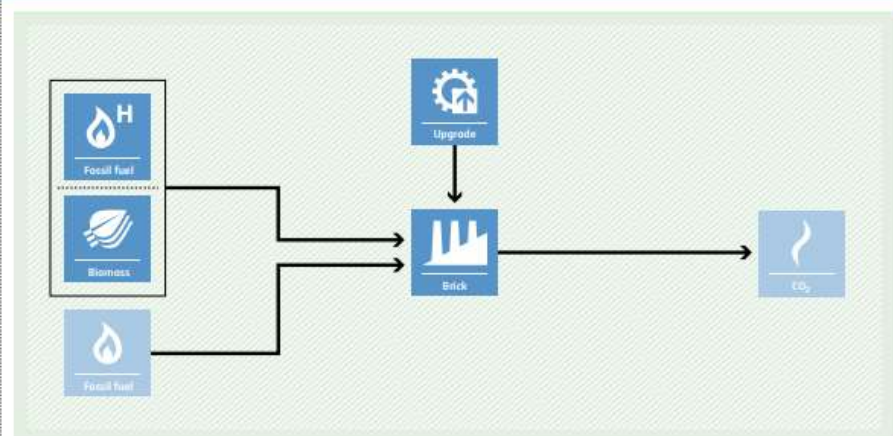 Upgrade
H
Fossil fuel
Biomass
Brick
CO₂
Fossil fuel